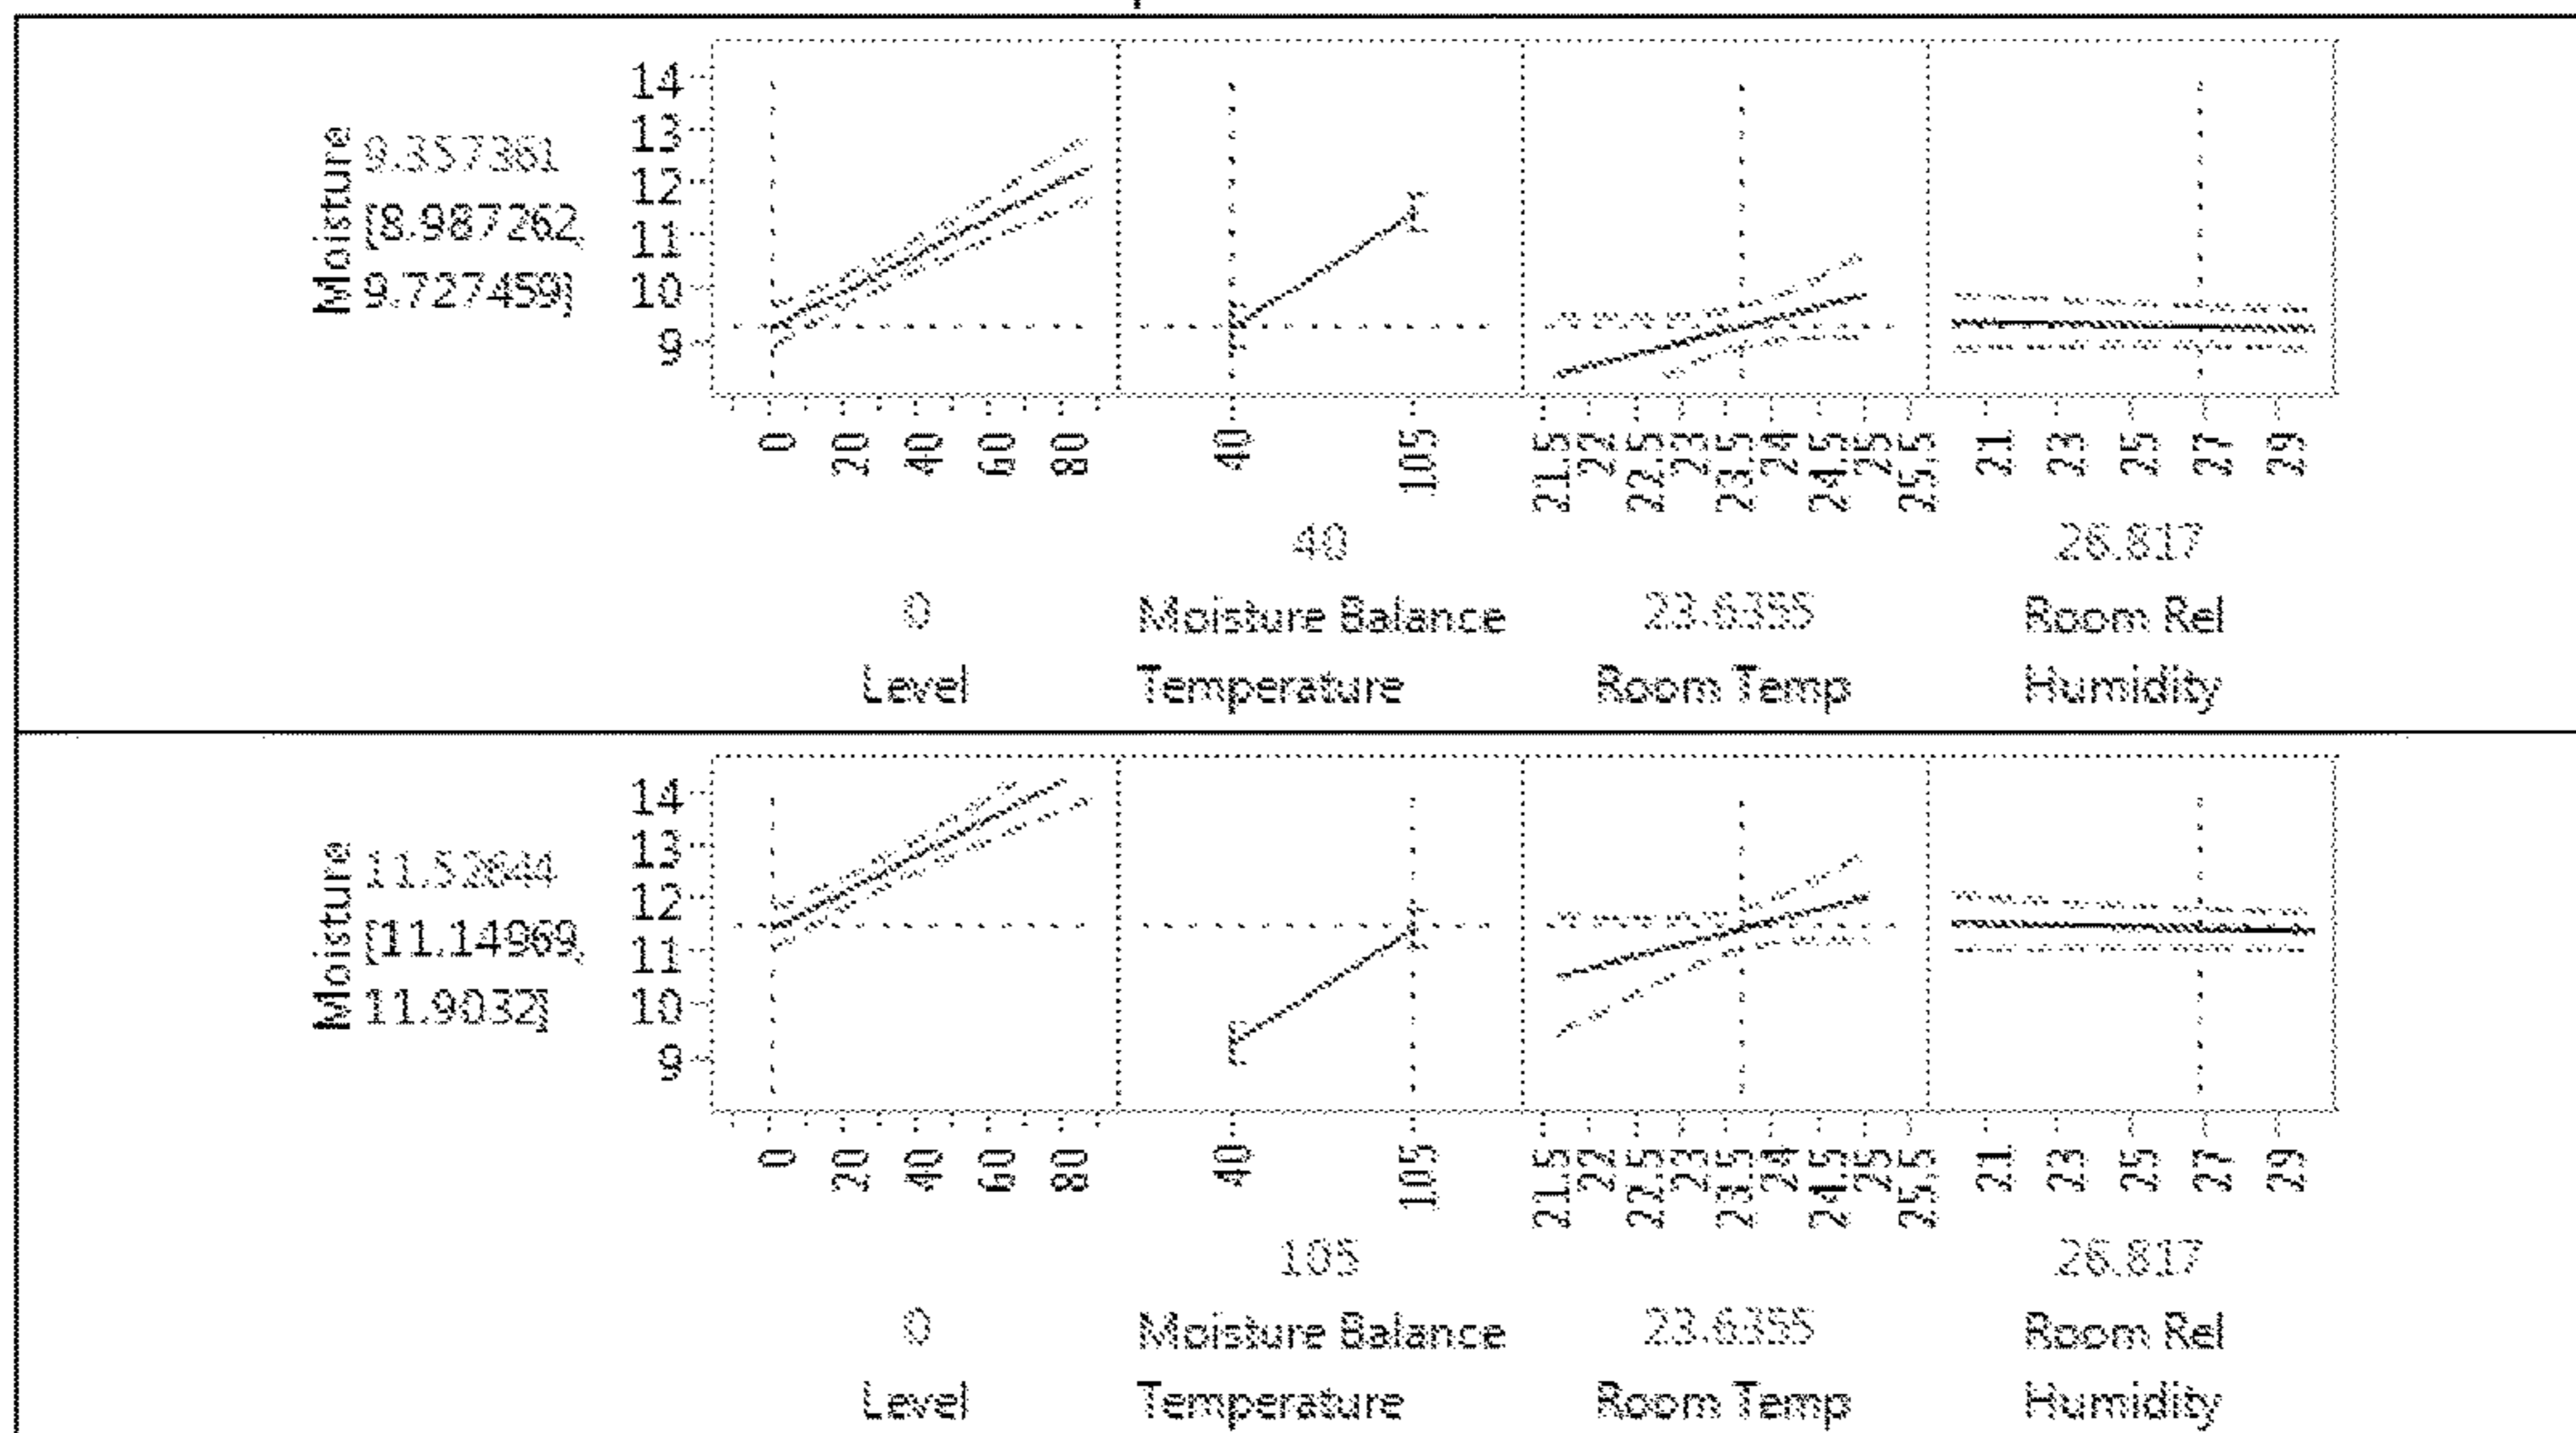 14
13
12
11
10
9
Moisture
9.357361
[8.987262,
9.727459]
0 20 40 60 80
40 105
21.5 22 22.5 23 23.5 24 24.5 25 25.5
21 23 25 27 29
40 26.817
0 Moisture Balance 23.6355 Room Rel
Level Temperature Room Temp Humidity
14
13
12
11
10
9
Moisture
11.52644
[11.14969,
11.9032]
0 20 40 60 80
40 105
21.5 22 22.5 23 23.5 24 24.5 25 25.5
21 23 25 27 29
105 26.817
0 Moisture Balance 23.6355 Room Rel
Level Temperature Room Temp Humidity